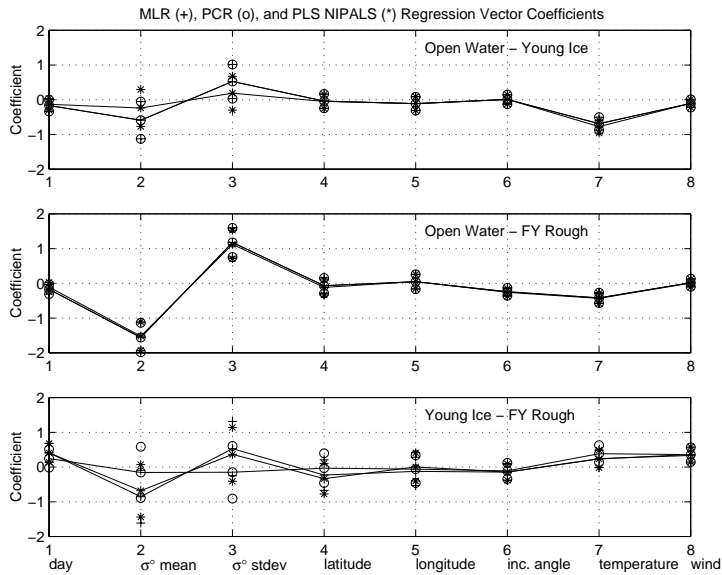 MLR (+), PCR (o), and PLS NIPALS (*) Regression Vector Coefficients
2
1
0
−1
−2
Coefficient
Open Water − Young Ice
1 2 3 4 5 6 7 8
2
1
0
−1
−2
Coefficient
Open Water − FY Rough
1 2 3 4 5 6 7 8
2
1
0
−1
−2
Coefficient
Young Ice − FY Rough
1 2 3 4 5 6 7 8
day σ° mean σ° stdev latitude longitude inc. angle temperature wind